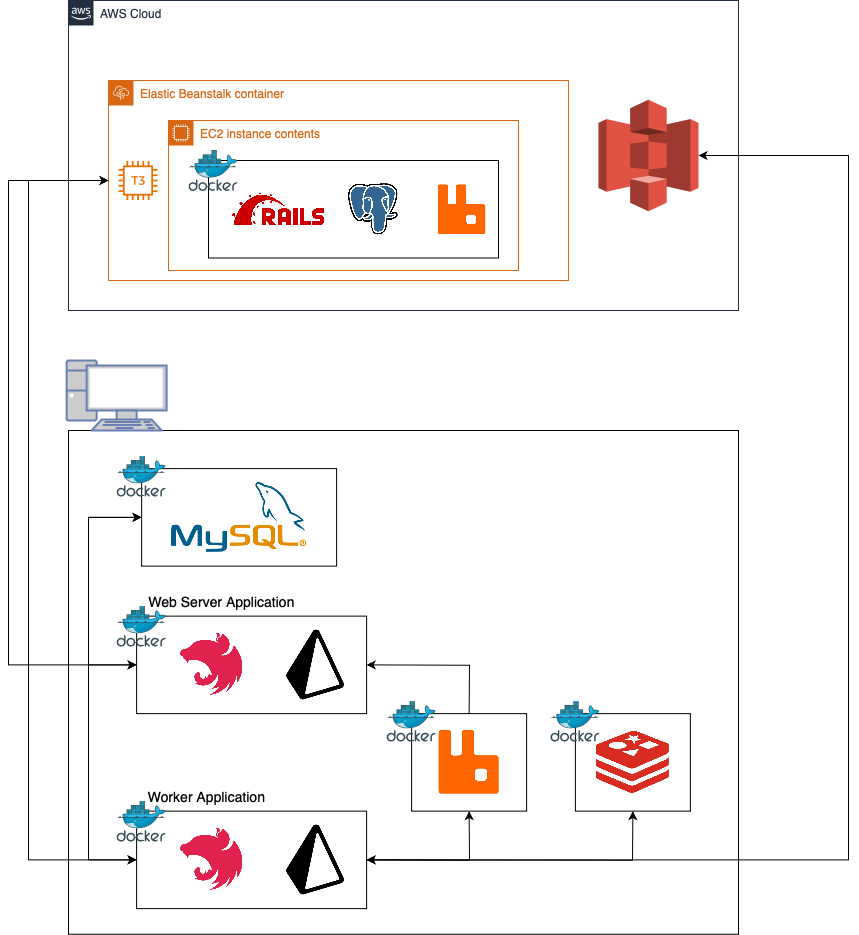 aws
AWS Cloud
Elastic Beanstalk container
EC2 instance contents
T3
docker
RAILS
docker
MySQL®
Web Server Application
docker
docker
docker
Worker Application
docker